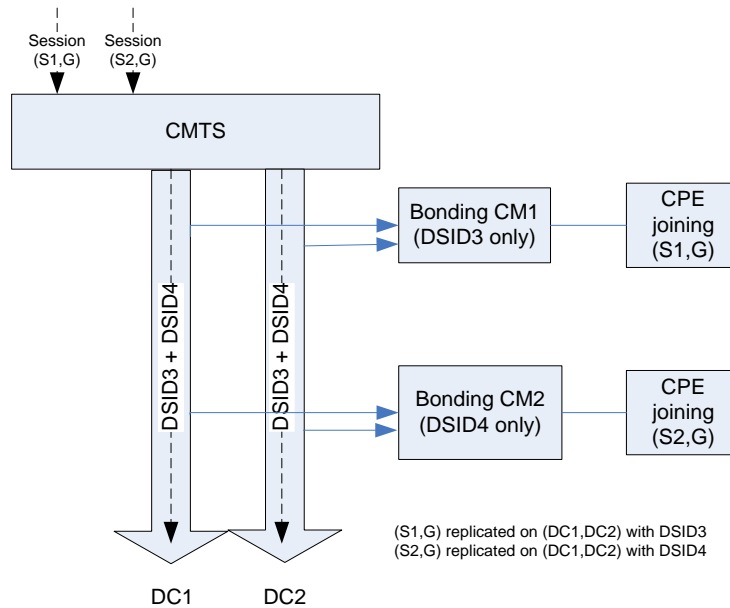 Session
(S1,G)
Session
(S2,G)
CMTS
Bonding CM1
(DSID3 only)
CPE
joining
(S1,G)
DSID3 + DSID4
DSID3 + DSID4
Bonding CM2
(DSID4 only)
CPE
joining
(S2,G)
(S1,G) replicated on (DC1,DC2) with DSID3
(S2,G) replicated on (DC1,DC2) with DSID4
DC1
DC2